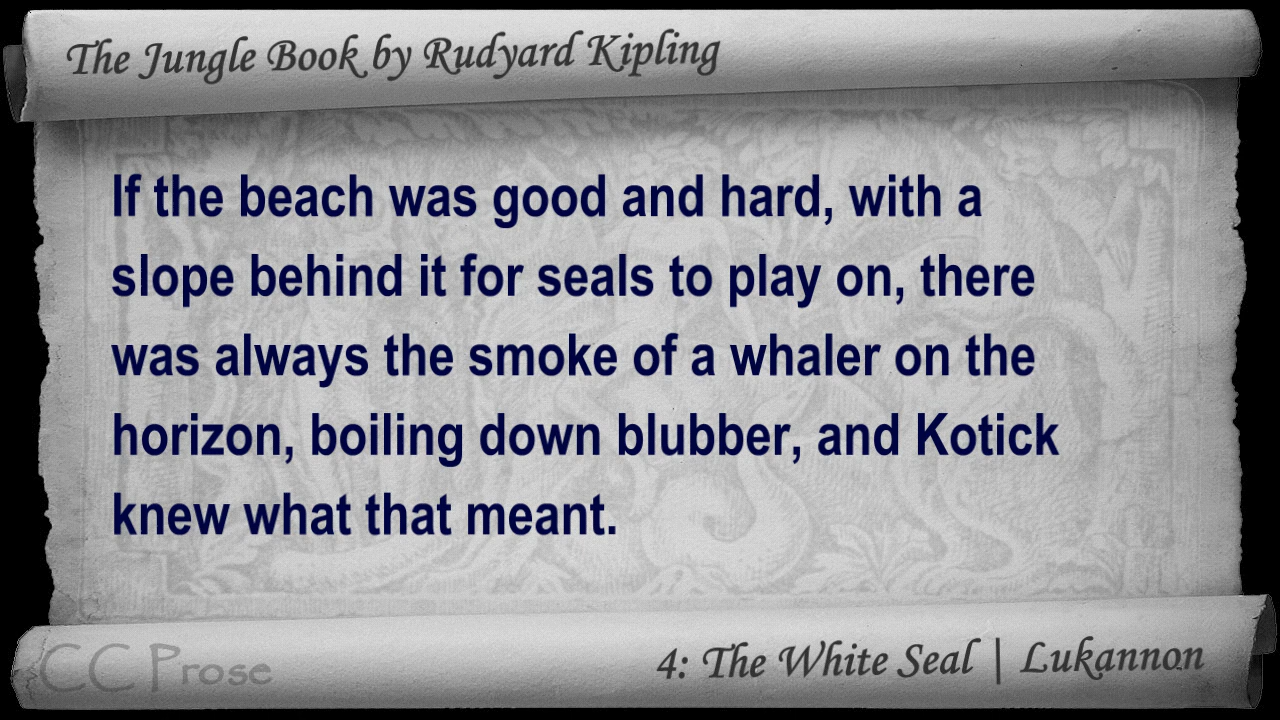 The Jungle Book by Rudyard Kipling
If the beach was good and hard, with a
slope behind it for seals to play on, there
was always the smoke of a whaler on the
horizon, boiling down blubber, and Kotick
knew what that meant.
CC Prose
4: The White Seal | Lukannon